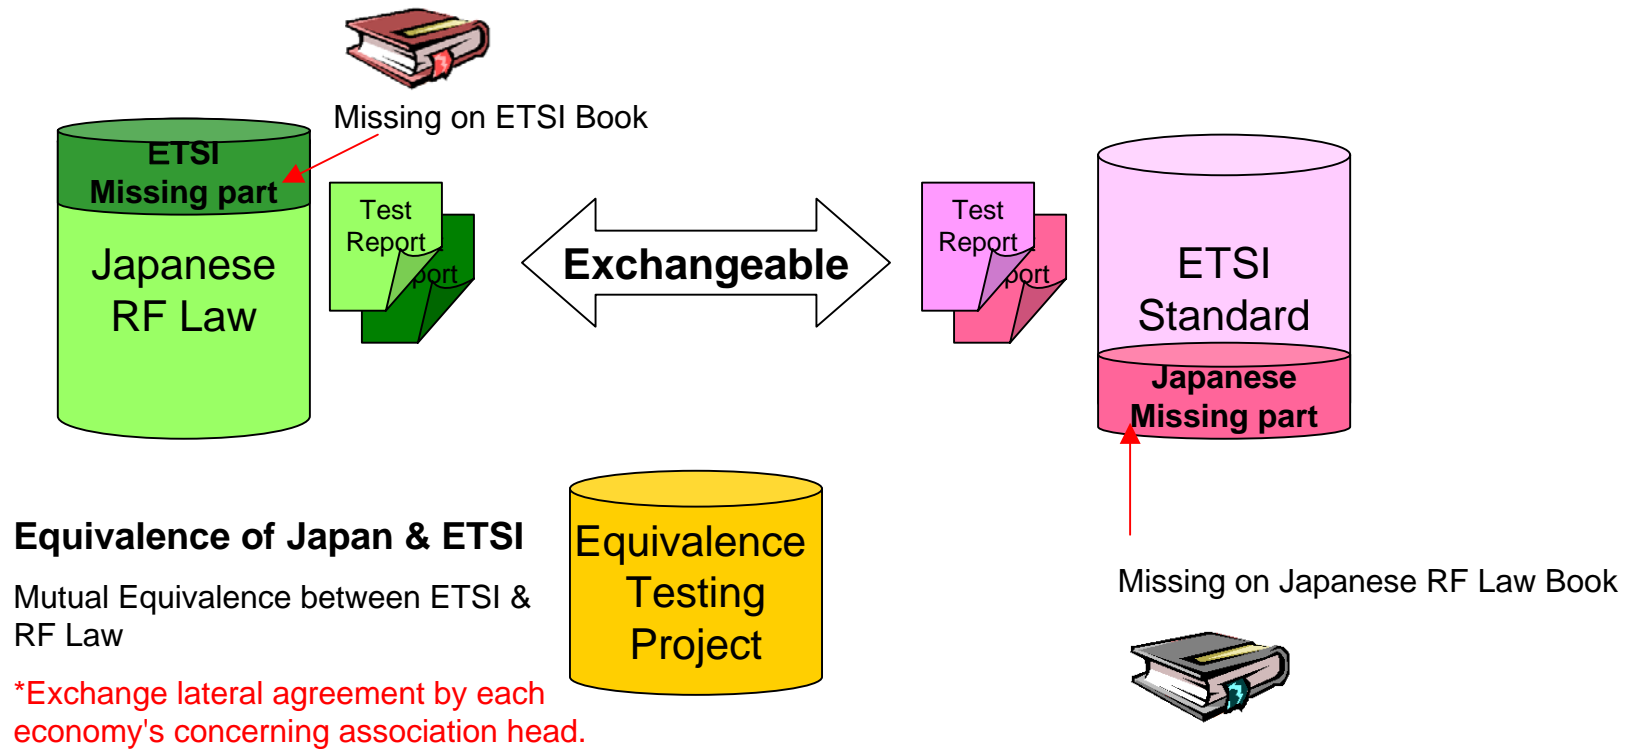 Missing on ETSI Book
ETSI
Missing part
Japanese
RF Law
Test
Report
port
Exchangeable
Test
Report
port
ETSI
Standard
Japanese
Missing part
Equivalence of Japan & ETSI
Mutual Equivalence between ETSI &
RF Law
*Exchange lateral agreement by each
economy's concerning association head.
Equivalence
Testing
Project
Missing on Japanese RF Law Book